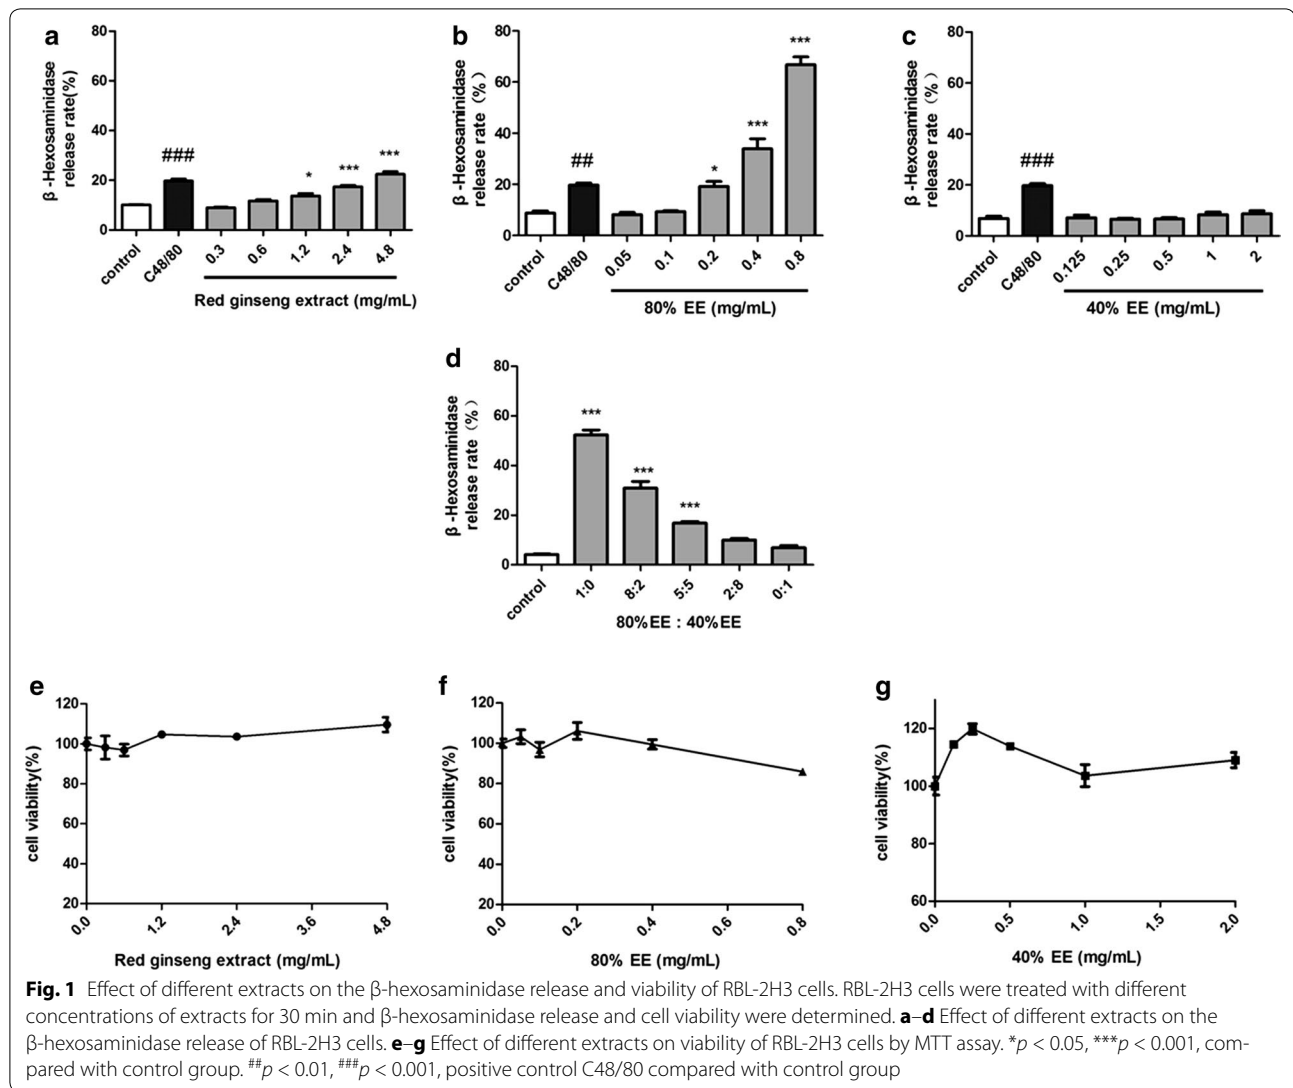 a
β -Hexosaminidase
release rate(%)
80
60
40
20
0
###
*
***
***
control
C48/80
0.3
0.6
1.2
2.4
4.8
Red ginseng extract (mg/mL)
b
β -Hexosaminidase
release rate (%)
80
60
40
20
0
##
*
***
***
control
C48/80
0.05
0.1
0.2
0.4
0.8
80% EE (mg/mL)
c
β -Hexosaminidase
release rate (%)
80
60
40
20
0
###
control
C48/80
0.125
0.25
0.5
1
2
40% EE (mg/mL)
d
β -Hexosaminidase
release rate (%)
80
60
40
20
0
***
***
***
control
1:0
8:2
5:5
2:8
0:1
80%EE : 40%EE
e
cell viability(%)
120
100
80
60
40
20
0.0
1.2
2.4
3.6
4.8
Red ginseng extract (mg/mL)
f
cell viability(%)
120
100
80
60
40
20
0.0
0.2
0.4
0.6
0.8
80% EE (mg/mL)
g
cell viability(%)
120
100
80
60
0.0
0.5
1.0
1.5
2.0
40% EE (mg/mL)
Fig. 1 Effect of different extracts on the β-hexosaminidase release and viability of RBL-2H3 cells. RBL-2H3 cells were treated with different
concentrations of extracts for 30 min and β-hexosaminidase release and cell viability were determined. a–d Effect of different extracts on the
β-hexosaminidase release of RBL-2H3 cells. e–g Effect of different extracts on viability of RBL-2H3 cells by MTT assay. *p < 0.05, ***p < 0.001, com-
pared with control group. ##p < 0.01, ###p < 0.001, positive control C48/80 compared with control group